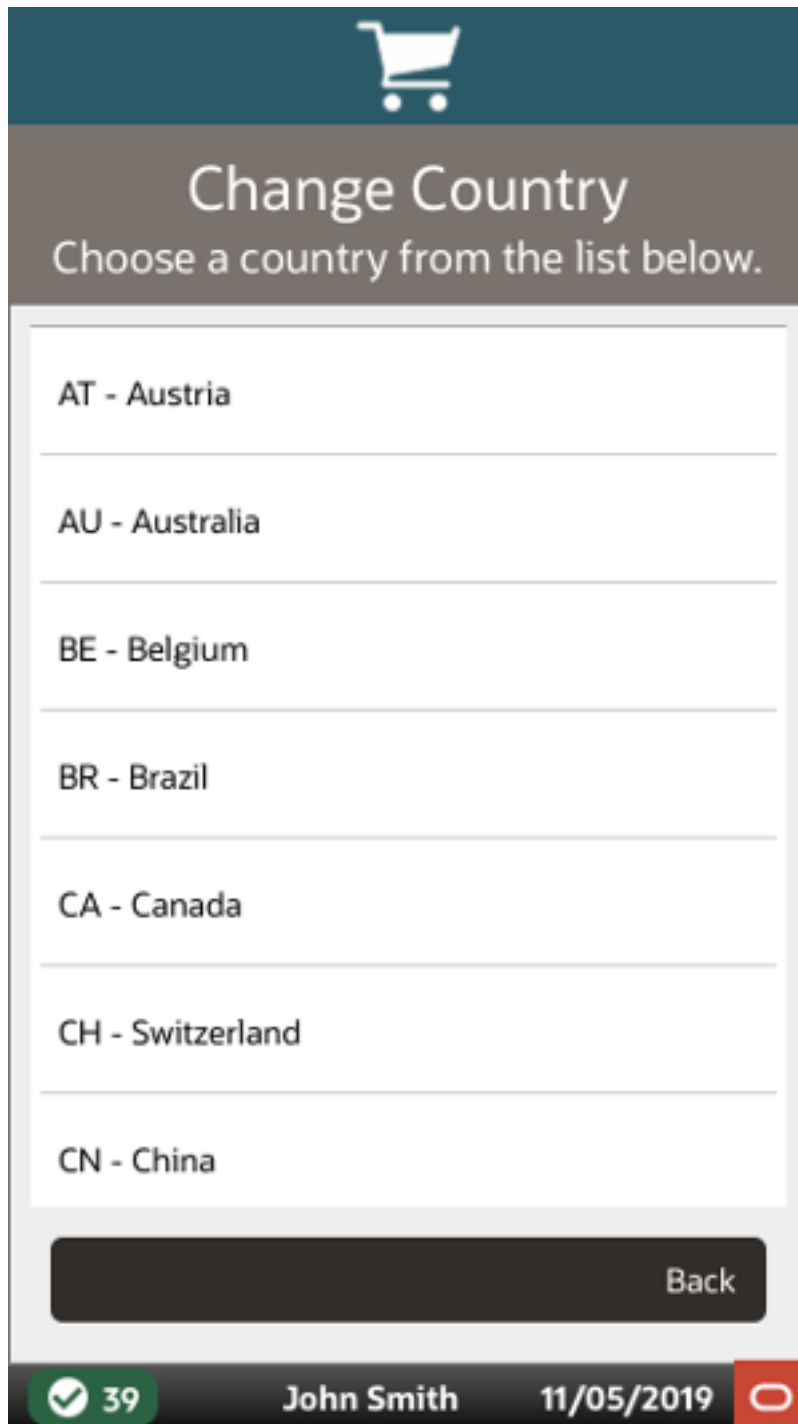 Change Country
Choose a country from the list below.
AT - Austria
AU - Australia
BE - Belgium
BR - Brazil
CA - Canada
CH - Switzerland
CN - China
Back
39 John Smith 11/05/2019